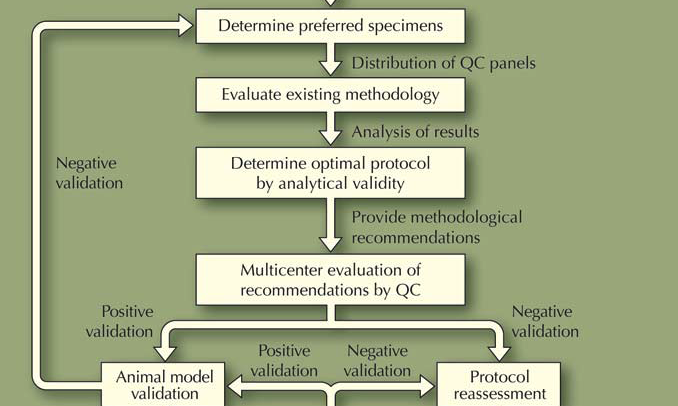 Determine preferred specimens
Distribution of QC panels
Evaluate existing methodology
Analysis of results
Negative
validation
Determine optimal protocol
by analytical validity
Provide methodological
recommendations
Multicenter evaluation of
recommendations by QC
Positive
validation
Negative
validation
Positive
validation
Negative
validation
Animal model
validation
Protocol
reassessment